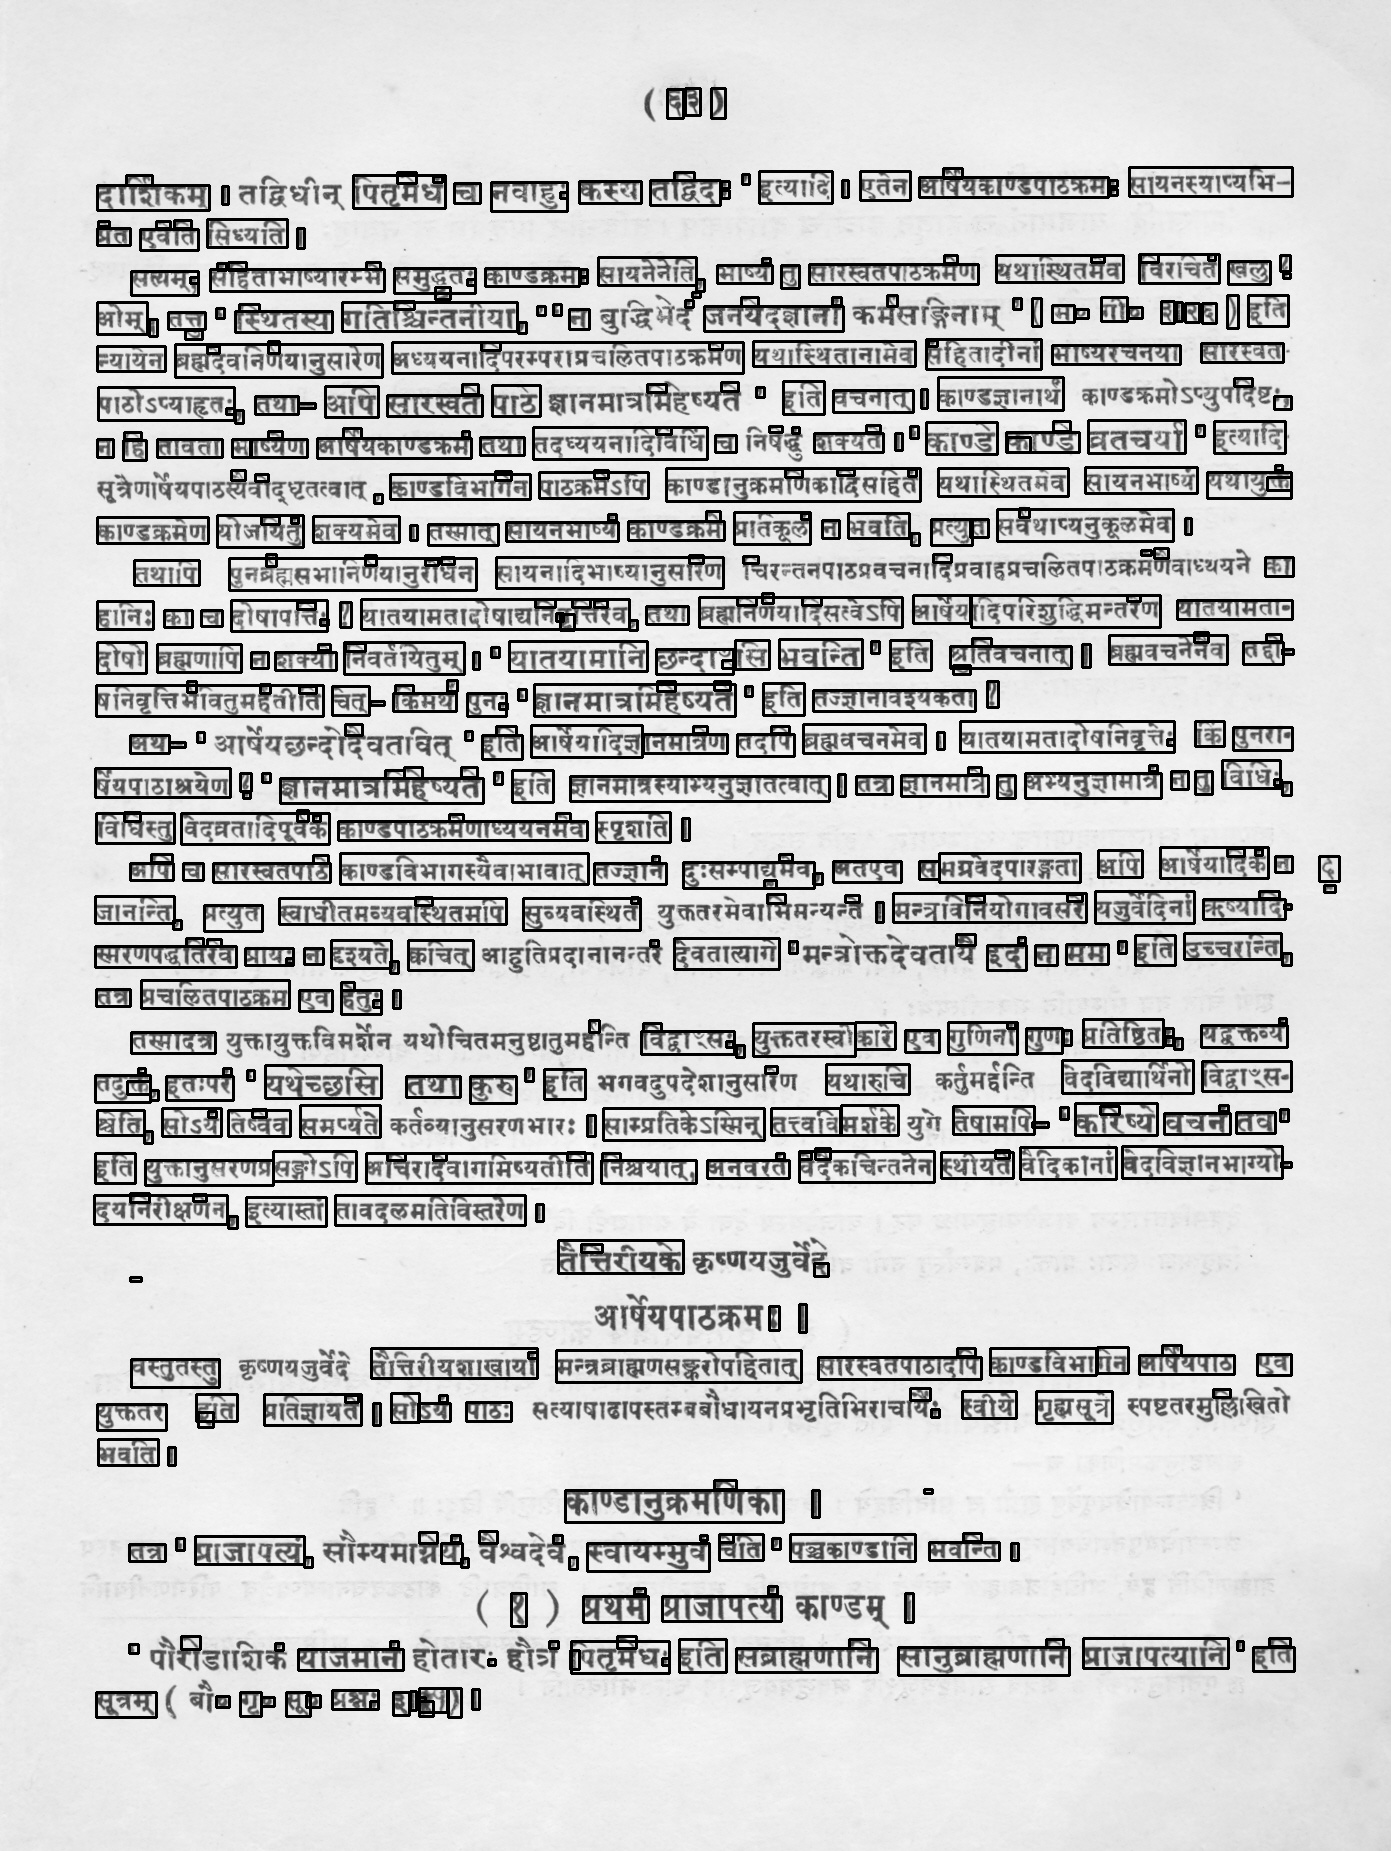 ( ६३ )
दार्शिकम् । तद्विधीन् पितृमेधं च नवाहुः कस्य तद्विदः ' इत्यादि । एतेन आर्षेयकाण्डपाठक्रमः सायनस्याप्यभि–
प्रेत एवेति सिध्यति ।
सत्यम्, संहिताभाष्यारम्भे समुद्धृतः काण्डक्रमः सायनेनेति, भाष्यं तु सारस्वतपाठक्रमेण यथास्थितमेव विरचितं खलु !
ओम्, तत्तु ' स्थितस्य गतिश्चिन्तनीया, ' ' न बुद्धिभेदं जनयेदज्ञानां कर्मसङ्गिनाम् ' ( भ० गी० ३।२६ ) इति
न्यायेन ब्रह्मदेवनिर्णयानुसारेण अध्ययनादिपरम्पराप्रचलितपाठक्रमेण यथास्थितानामेव संहितादीनां भाष्यरचनया सारस्वत-
पाठोऽप्याहृतः, तथा–अपि सारस्वते पाठे ज्ञानमात्रमिहेष्यते ' इति वचनात् । काण्डज्ञानार्थं काण्डक्रमोऽप्युपदिष्टः,
न हि तावता भाष्येण आर्षेयकाण्डक्रमं तथा तदध्ययनादिविधिं च निषेद्धुं शक्यते । ' काण्डे काण्डे व्रतचर्या ' इत्यादि
सूत्रेणार्षेयपाठस्यैवोद्धृतत्वात्, काण्डविभागेन पाठक्रमेऽपि काण्डानुक्रमणिकादिसहितं यथास्थितमेव सायनभाष्यं यथायुक्तं
काण्डक्रमेण योजयितुं शक्यमेव । तस्मात् सायनभाष्यं काण्डक्रमे प्रतिकूलं न भवति, प्रत्युत सर्वथाप्यनुकूलमेव ।
तथापि पुनर्ब्रह्मसभानिर्णयानुरोधेन सायनादिभाष्यानुसारेण चिरन्तनपाठप्रवचनादिप्रवाहप्रचलितपाठक्रमेणैवाध्ययने का
हानिः का च दोषापत्तिः ! यातयामतादोषाद्यनिवृत्तिरेव, तथा ब्रह्मनिर्णयादिसत्वेऽपि आर्षेयादिपरिशुद्धिमन्तरेण यातयामता-
दोषो ब्रह्मणापि न शक्यो निवर्तयितुम् । ' यातयामानि छन्दाꣳसि भवन्ति ' इति श्रुतिवचनात् । ब्रह्मवचनेनैव तद्दो-
षनिवृत्तिर्भवितुमर्हतीति चेत्–किमर्थं पुनः ' ज्ञानमात्रमिहेष्यते ' इति तज्ज्ञानावश्यकता !
अथ–' आर्षेयछन्दोदैवतावित् ' इति आर्षेयादिज्ञानमात्रेण तदपि ब्रह्मवचनमेव । यातयामतादोषनिवृत्तेः किं पुनरा-
र्षेयपाठाश्रयेण ! ' ज्ञानमात्रमिहेष्यते ' इति ज्ञानमात्रस्याभ्यनुज्ञातत्वात् । तत्र ज्ञानमात्रे तु अभ्यनुज्ञामात्रं न तु विधिः,
विधिस्तु वेदव्रतादिपूर्वकं काण्डपाठक्रमेणाध्ययनमेव स्पृशति ।
अपि च सारस्वतपाठे काण्डविभागस्यैवाभावात् तज्ज्ञानं दुःसम्पाद्यमेव, अतएव समग्रवेदपारङ्गता अपि आर्षेयादिकं न
जानन्ति, प्रत्युत स्वाधीतमव्यवस्थितमपि सुव्यवस्थितं युक्ततरमेवाभिमन्यन्ते । मन्त्रविनियोगावसरे यजुर्वेदिनां ऋष्यादि-
स्मरणपद्धतिरेव प्रायः न दृश्यते, क्वचित् आहुतिप्रदानानन्तरं देवतात्यागे ' मन्त्रोक्तदेवतायै इदं न मम ' इति उच्चरन्ति,
तत्र प्रचलितपाठक्रम एव हेतुः ।
तस्मादत्र युक्तायुक्तविमर्शेन यथोचितमनुष्ठातुमर्हन्ति विद्वाꣳसः, युक्ततरस्वीकारे एव गुणिनां गुणः प्रतिष्ठितः, यद्वक्तव्यं
तदुक्तं, इतःपरं ' यथेच्छसि तथा कुरु ' इति भगवदुपदेशानुसारेण यथारुचि कर्तुमर्हन्ति वेदविद्यार्थिनो विद्वाꣳस-
श्चेति, सोऽयं तेष्वेव समर्प्यते कर्तव्यानुसरणभारः । साम्प्रतिकेऽस्मिन् तत्त्वविमर्शके युगे तेषामपि–' करिष्ये वचनं तव '
इति युक्तानुसरणप्रसङ्गोऽपि अचिरादेवागमिष्यतीति निश्चयात्, अनवरतं वेदैकचिन्तनेन स्थीयते वैदिकानां वेदविज्ञानभाग्यो-
दयनिरीक्षणेन, इत्यास्तां तावदलमतिविस्तरेण ।
तैत्तिरीयके कृष्णयजुर्वेदे
आर्षेयपाठक्रमः ।
वस्तुतस्तु कृष्णयजुर्वेदे तैत्तिरीयशाखायां मन्त्रब्राह्मणसङ्करोपहितात् सारस्वतपाठादपि काण्डविभागेन आर्षेयपाठ एव
युक्ततर इति प्रतिज्ञायते । सोऽयं पाठः सत्याषाढापस्तम्बबौधायनप्रभृतिभिराचार्यैः स्वीये गृह्यसूत्रे स्पष्टतरमुल्लिखितो
भवति ।
काण्डानुक्रमणिका ।
तत्र ' प्राजापत्यं, सौम्यमाग्नेयं, वैश्वदेवं, स्वायम्भुवं चेति ' पञ्चकाण्डानि भवन्ति ।
( १ ) प्रथमं प्राजापत्यं काण्डम् ।
' पौरोडाशिकं याजमानं होतारः हौत्रं पितृमेधः इति सब्राह्मणानि सानुब्राह्मणानि प्राजापत्यानि ' इति
सूत्रम् ( बौ० गृ० सू० प्रश्नः )।